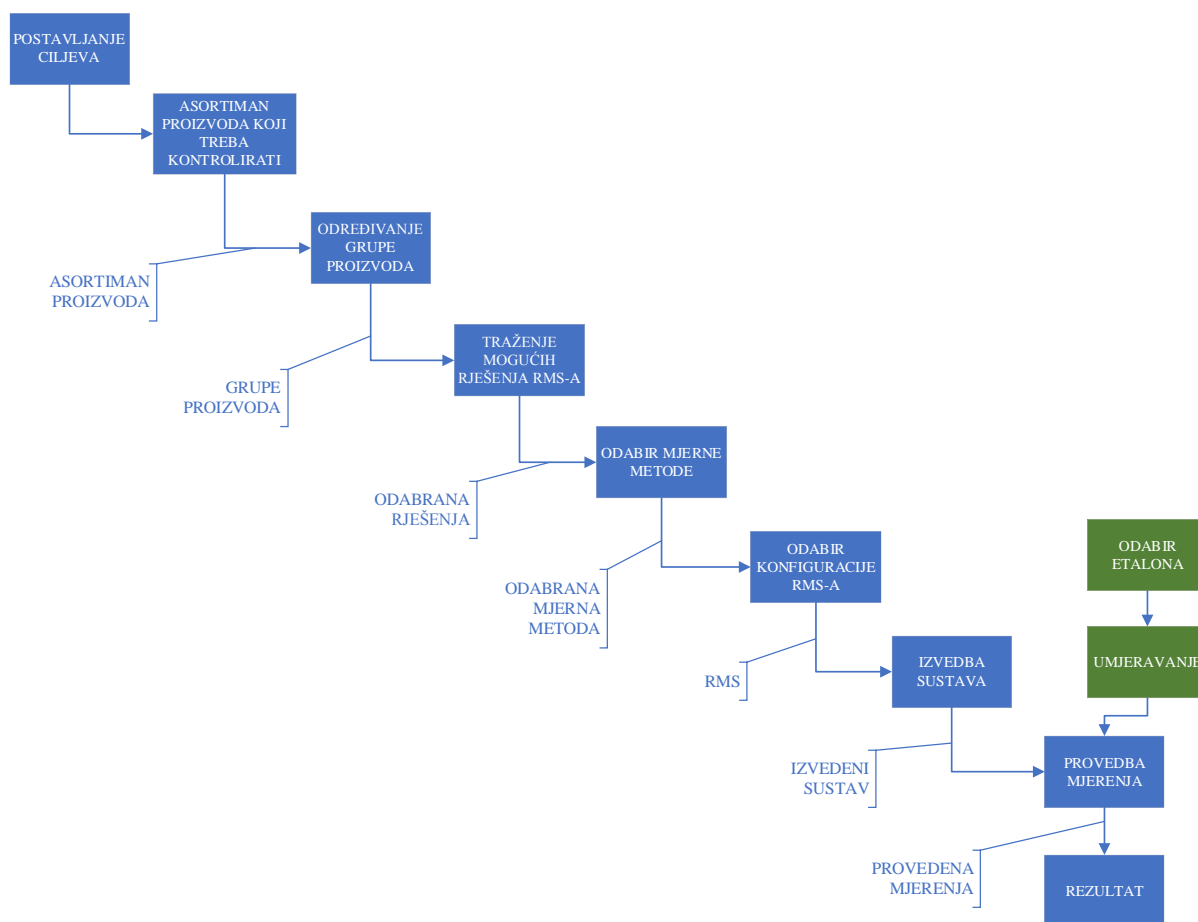 POSTAVLJANJE
CILJEVA
ASORTIMAN
PROIZVODA KOJI
TREBA
KONTROLIRATI
ODREĐIVANJE
GRUPE
PROIZVODA
ASORTIMAN
PROIZVODA
TRAŽENJE
MOGUĆIH
RJEŠENJA RMS-A
GRUPE
PROIZVODA
ODABIR MJERNE
METODE
ODABRANA
RJEŠENJA
ODABIR
KONFIGURACIJE
RMS-A
ODABIR
ETALONA
ODABRANA
MJERNA
METODA
IZVEDBA
SUSTAVA
UMJERAVANJE
RMS
PROVEDBA
MJERENJA
IZVEDENI
SUSTAV
PROVEDENA
MJERENJA
REZULTAT